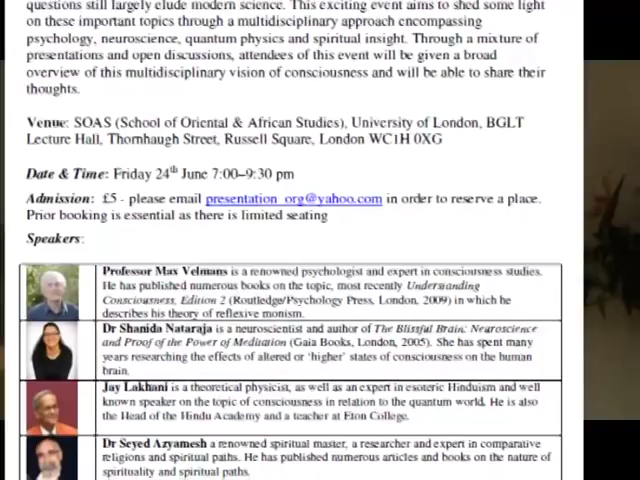 questions still largely elude modern science. This exciting event aims to shed some light
on these important topics through a multidisciplinary approach encompassing
psychology, neuroscience, quantum physics and spiritual insight. Through a mixture of
presentations and open discussions, attendees of this event will be given a broad
overview of this multidisciplinary vision of consciousness and will be able to share their
thoughts.
Venue: SOAS (School of Oriental & African Studies), University of London, BGLT
Lecture Hall, Thornhaugh Street, Russell Square, London WC1H 0XG
Date & Time: Friday 24th June 7:00–9:30 pm
Admission: £5 - please email presentation_org@yahoo.com in order to reserve a place.
Prior booking is essential as there is limited seating
Speakers:
Professor Max Velmans is a renowned psychologist and expert in consciousness studies.
He has published numerous books on the topic, most recently Understanding
Consciousness, Edition 2 (Routledge/Psychology Press, London, 2009) in which he
describes his theory of reflexive monism.
Dr Shanida Nataraja is a neuroscientist and author of The Blissful Brain: Neuroscience
and Proof of the Power of Meditation (Gaia Books, London, 2005). She has spent many
years researching the effects of altered or 'higher' states of consciousness on the human
brain.
Jay Lakhani is a theoretical physicist, as well as an expert in esoteric Hinduism and well
known speaker on the topic of consciousness in relation to the quantum world. He is also
the Head of the Hindu Academy and a teacher at Eton College.
Dr Seyed Azyamesh a renowned spiritual master, a researcher and expert in comparative
religions and spiritual paths. He has published numerous articles and books on the nature of
spirituality and spiritual paths.